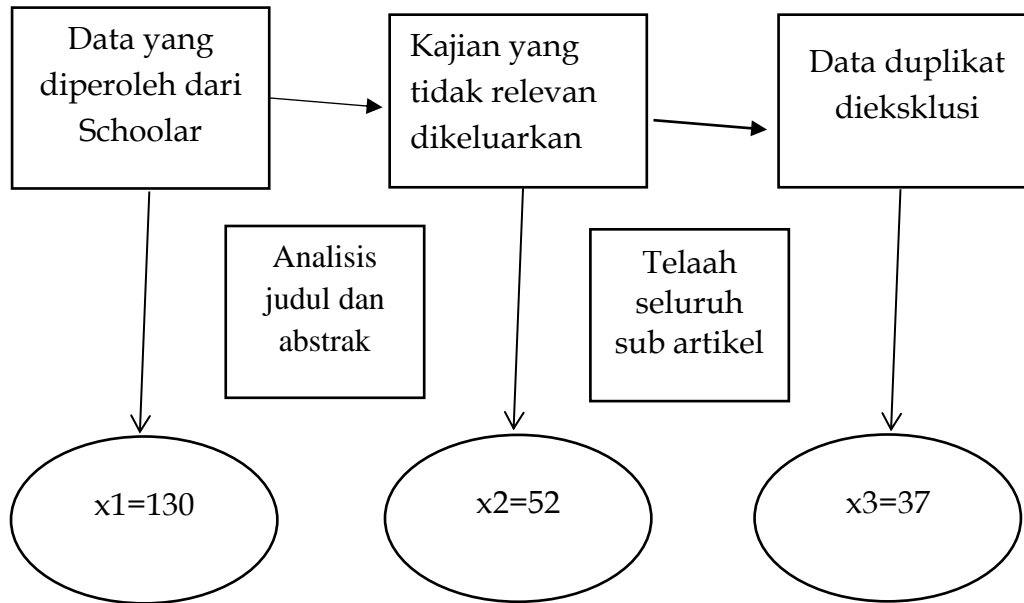 Data yang
diperoleh dari
Schoolar
Kajian yang
tidak relevan
dikeluarkan
Data duplikat
dieksklusi
Analisis
judul dan
abstrak
Telaah
seluruh
sub artikel
x1=130
x2=52
x3=37